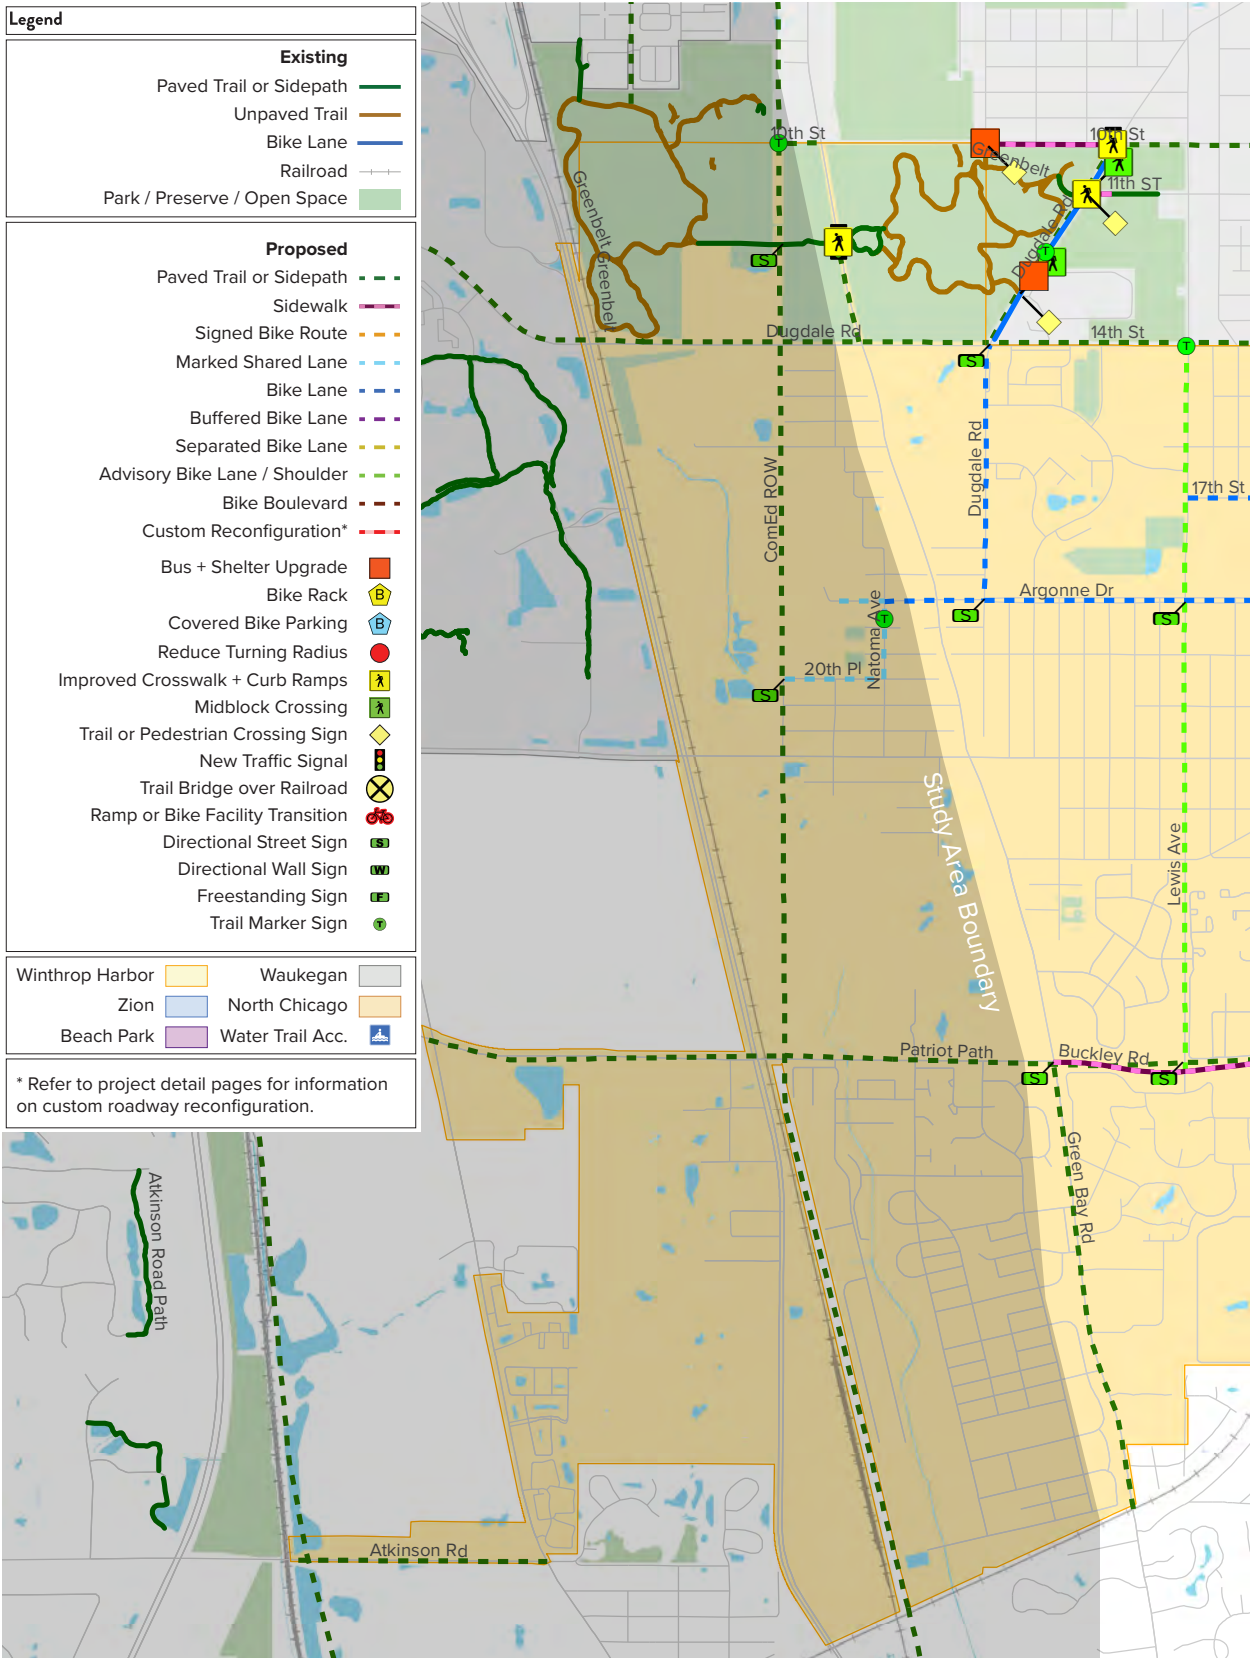 Legend
Existing
Paved Trail or Sidepath
Unpaved Trail
Bike Lane
Railroad
Park / Preserve / Open Space
Proposed
Paved Trail or Sidepath
Sidewalk
Signed Bike Route
Marked Shared Lane
Bike Lane
Buffered Bike Lane
Separated Bike Lane
Advisory Bike Lane / Shoulder
Bike Boulevard
Custom Reconfiguration*
Bus + Shelter Upgrade
Bike Rack B
Covered Bike Parking B
Reduce Turning Radius
Improved Crosswalk + Curb Ramps
Midblock Crossing
Trail or Pedestrian Crossing Sign
New Traffic Signal
Trail Bridge over Railroad
Ramp or Bike Facility Transition
Directional Street Sign S
Directional Wall Sign W
Freestanding Sign F
Trail Marker Sign T
Winthrop Harbor Waukegan
Zion North Chicago
Beach Park Water Trail Acc.
* Refer to project detail pages for information
on custom roadway reconfiguration.
10th St
T
10th St
Greenbelt
11th ST
Greenbelt Greenbelt
Dugdale Rd
S
T
Dugdale Rd
14th St
T
S
Dugdale Rd
ComEd ROW
17th St
Argonne Dr
Natoma Ave
T
S
S
20th Pl
S
Study Area Boundary
Lewis Ave
Patriot Path
Buckley Rd
S
S
Green Bay Rd
Atkinson Road Path
Atkinson Rd